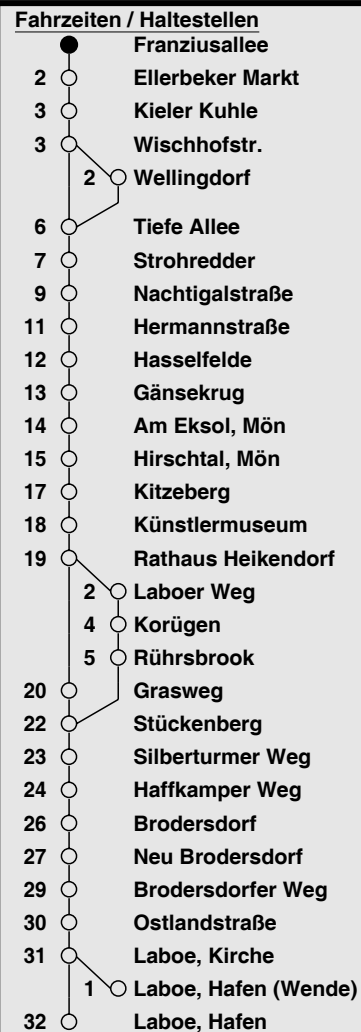 Fahrzeiten / Haltestellen
Franziusallee
2 Ellerbeker Markt
3 Kieler Kuhle
3 Wischhofstr.
2 Wellingdorf
6 Tiefe Allee
7 Strohredder
9 Nachtigalstraße
11 Hermannstraße
12 Hasselfelde
13 Gänsekrug
14 Am Eksol, Mön
15 Hirschtal, Mön
17 Kitzeberg
18 Künstlermuseum
19 Rathaus Heikendorf
2 Laboer Weg
4 Korügen
5 Rührsbrook
20 Grasweg
22 Stückenberg
23 Silberturmer Weg
24 Haffkamper Weg
26 Brodersdorf
27 Neu Brodersdorf
29 Brodersdorfer Weg
30 Ostlandstraße
31 Laboe, Kirche
1 Laboe, Hafen (Wende)
32 Laboe, Hafen